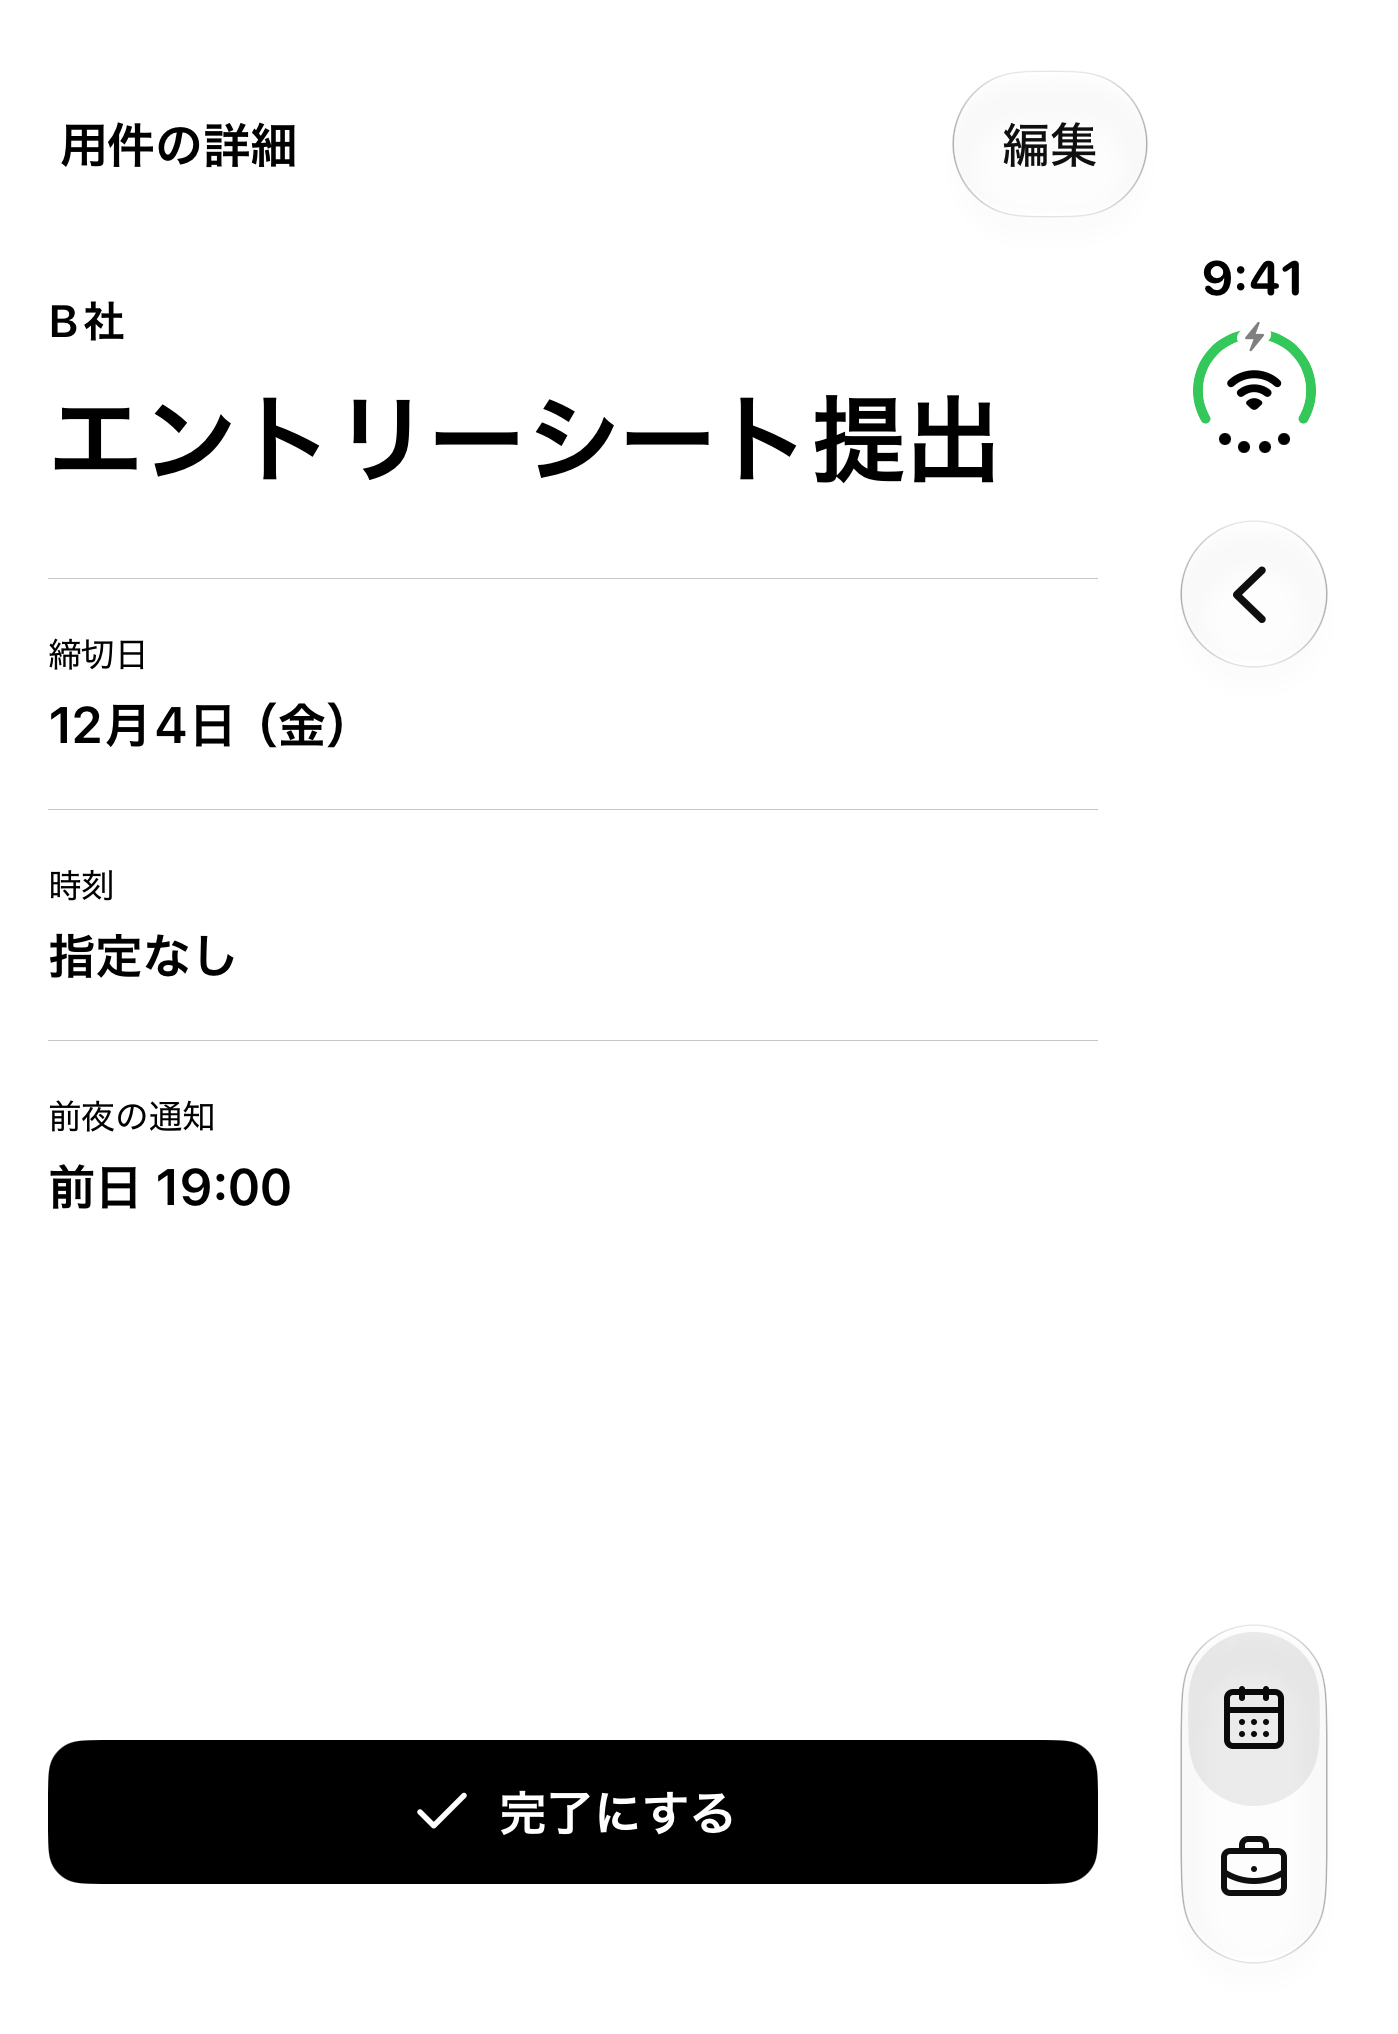 用件の詳細
編集
9:41
B社
エントリーシート提出
締切日
12月4日（金）
時刻
指定なし
前夜の通知
前日 19:00
完了にする